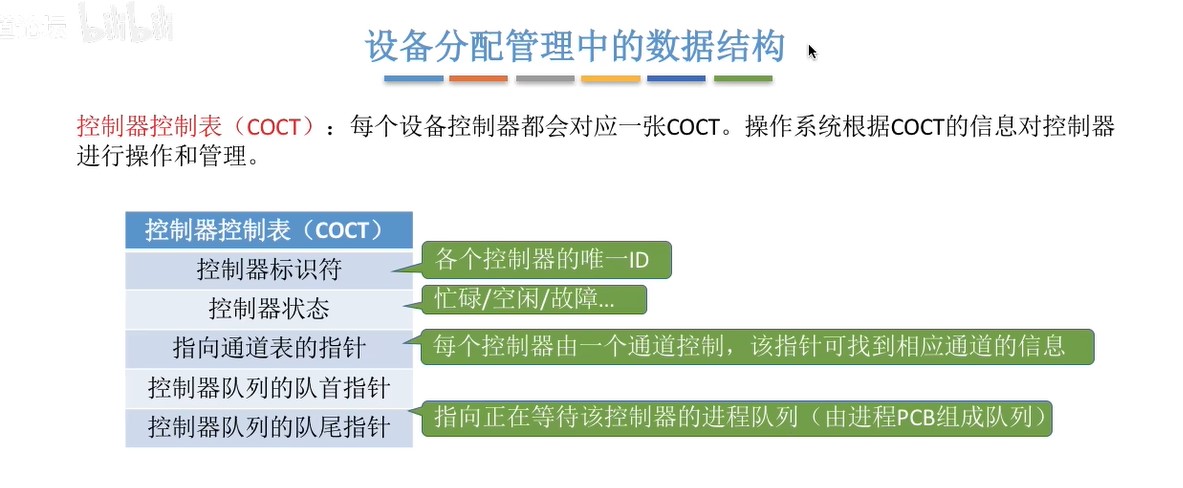 bilibili
设备分配管理中的数据结构
控制器控制表（COCT）：每个设备控制器都会对应一张COCT。操作系统根据COCT的信息对控制器
进行操作和管理。
控制器控制表（COCT）
控制器标识符
各个控制器的唯一ID
控制器状态
忙碌/空闲/故障...
指向通道表的指针
每个控制器由一个通道控制，该指针可找到相应通道的信息
控制器队列的队首指针
控制器队列的队尾指针
指向正在等待该控制器的进程队列（由进程PCB组成队列）